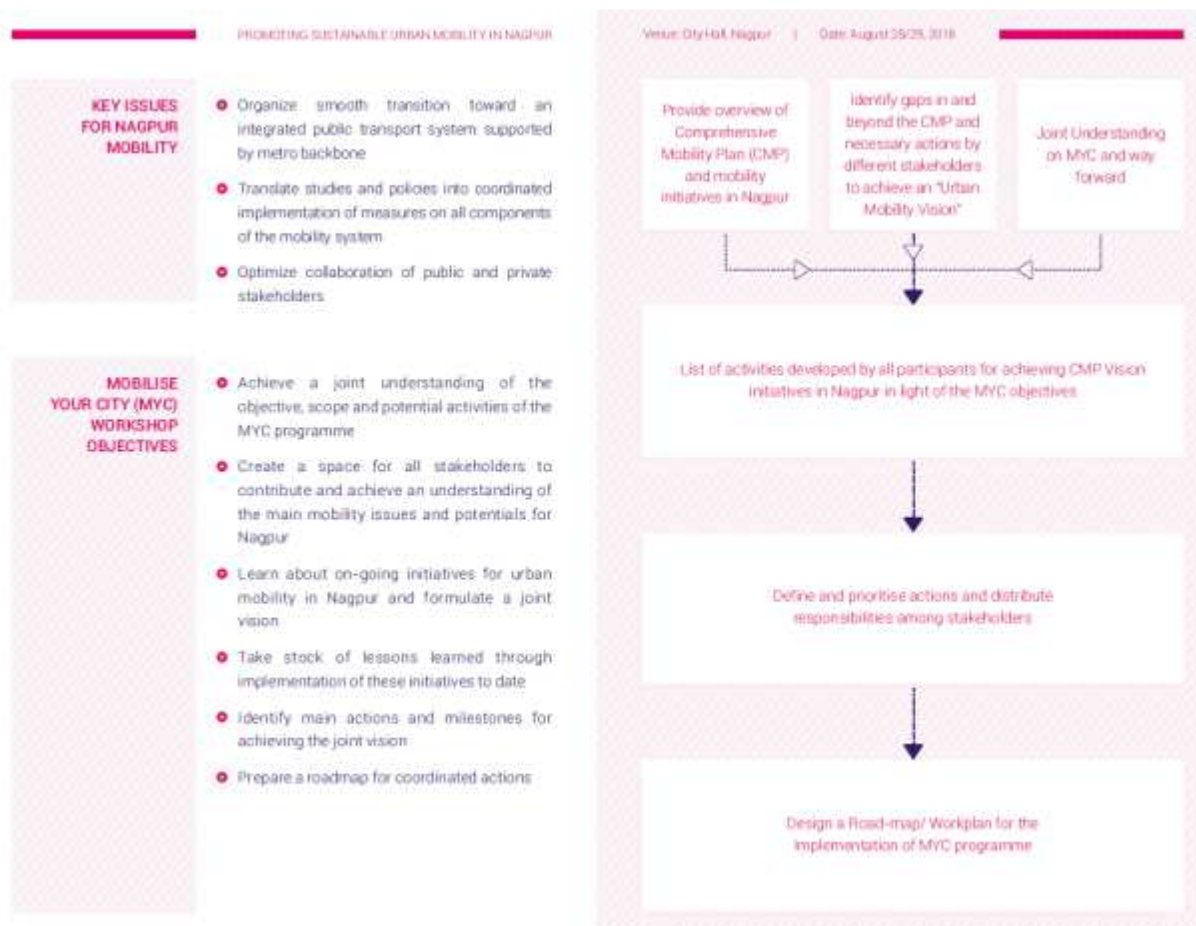 PROMOTING SUSTAINABLE URBAN MOBILITY IN NAGPUR
KEY ISSUES
FOR NAGPUR
MOBILITY
Organize smooth transition toward an
integrated public transport system supported
by metro backbone
Translate studies and policies into coordinated
implementation of measures on all components
of the mobility system
Optimize collaboration of public and private
stakeholders
MOBILISE
YOUR CITY (MYC)
WORKSHOP
OBJECTIVES
Achieve a joint understanding of the
objective, scope and potential activities of the
MYC programme
Create a space for all stakeholders to
contribute and achieve an understanding of
the main mobility issues and potentials for
Nagpur
Learn about on-going initiatives for urban
mobility in Nagpur and formulate a joint
vision
Take stock of lessons learned through
implementation of these initiatives to date
Identify main actions and milestones for
achieving the joint vision
Prepare a roadmap for coordinated actions
Venue: City Hall, Nagpur | Date: August 28/29, 2018
Provide overview of
Comprehensive
Mobility Plan (CMP)
and mobility
initiatives in Nagpur
Identify gaps in and
beyond the CMP and
necessary actions by
different stakeholders
to achieve an "Urban
Mobility Vision"
Joint Understanding
on MYC and way
forward
List of activities developed by all participants for achieving CMP Vision
initiatives in Nagpur in light of the MYC objectives
Define and prioritise actions and distribute
responsibilities among stakeholders
Design a Road-map/ Workplan for the
Implementation of MYC programme